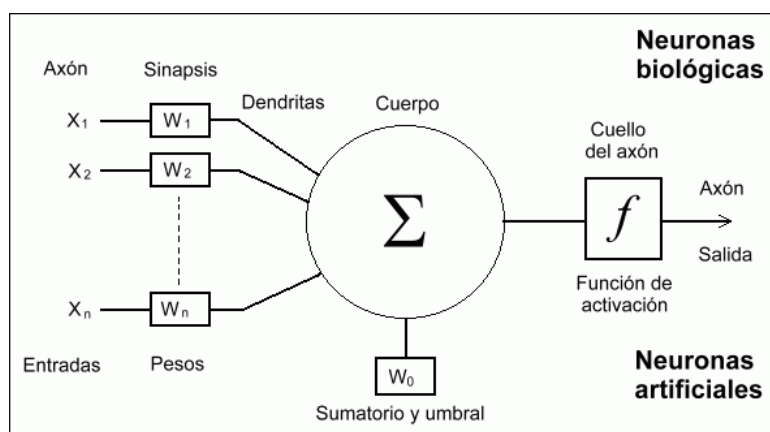 Neuronas
biológicas
Axón
Sinapsis
Dendritas
Cuerpo
Cuello
del axón
X1
W1
X2
W2
Xn
Wn
Σ
f
Axón
Salida
Función de
activación
W0
Entradas
Pesos
Sumatorio y umbral
Neuronas
artificiales